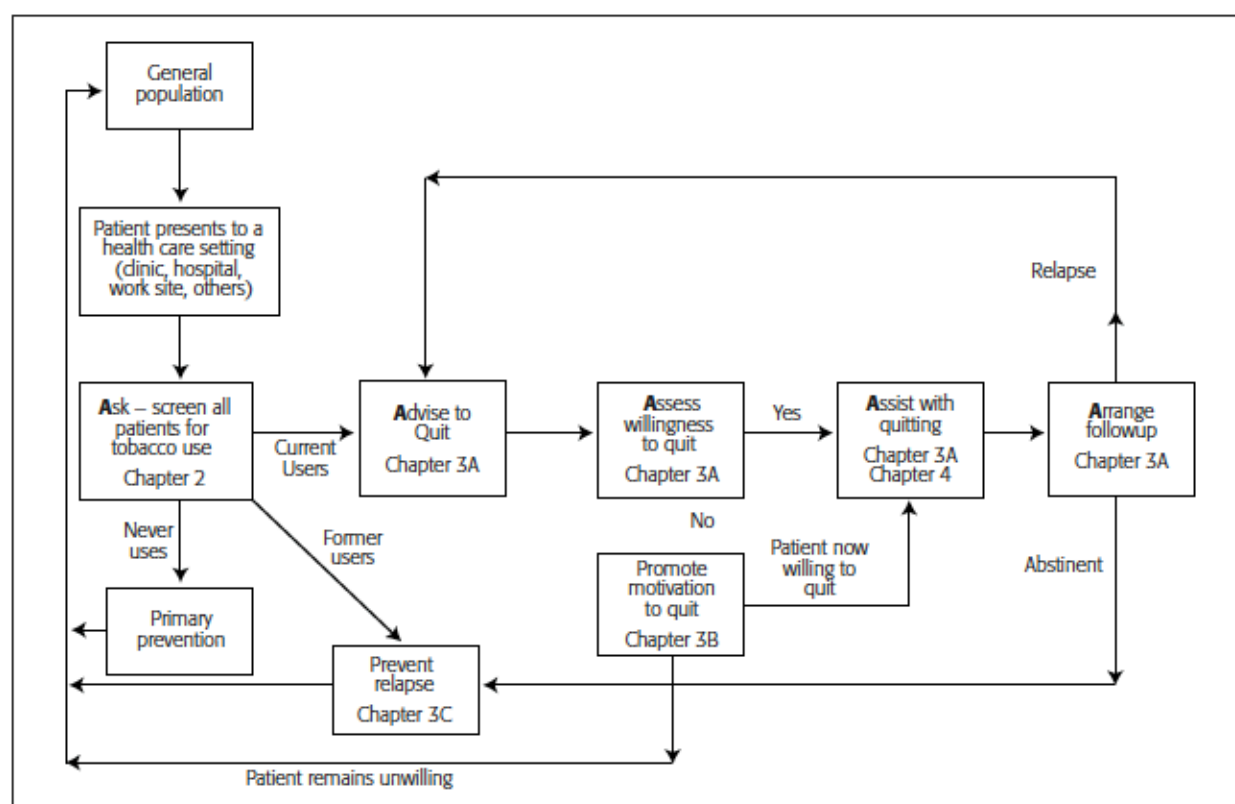 General
population
Patient presents to a
health care setting
(clinic, hospital,
work site, others)
Relapse
Ask – screen all
patients for
tobacco use
Chapter 2
Current
Users
Advise to
Quit
Chapter 3A
Assess
willingness
to quit
Chapter 3A
Yes
Assist with
quitting
Chapter 3A
Chapter 4
Arrange
followup
Chapter 3A
Never
uses
Former
users
No
Promote
motivation
to quit
Chapter 3B
Patient now
willing to
quit
Abstinent
Primary
prevention
Prevent
relapse
Chapter 3C
Patient remains unwilling